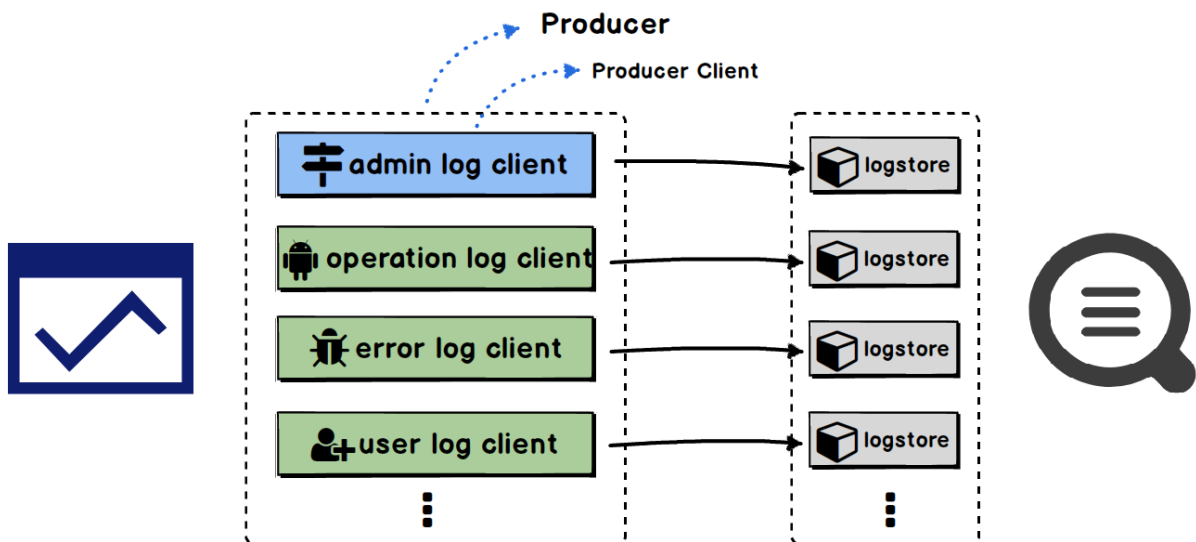 Producer
Producer Client
admin log client
logstore
operation log client
logstore
error log client
logstore
user log client
logstore